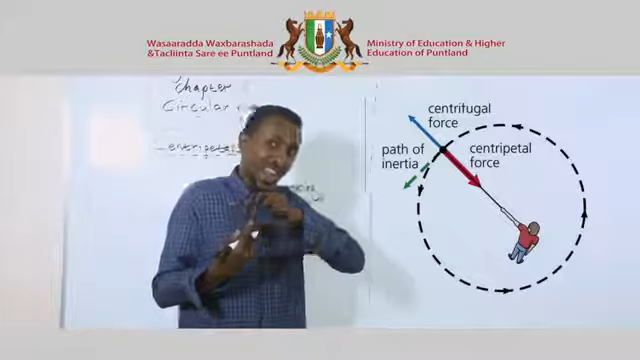 Wasaaradda Waxbarashada
&Tacliinta Sare ee Puntland
Ministry of Education & Higher
Education of Puntland
Chapter
Circular
Centripetal
centrifugal
force
path of
inertia
centripetal
force